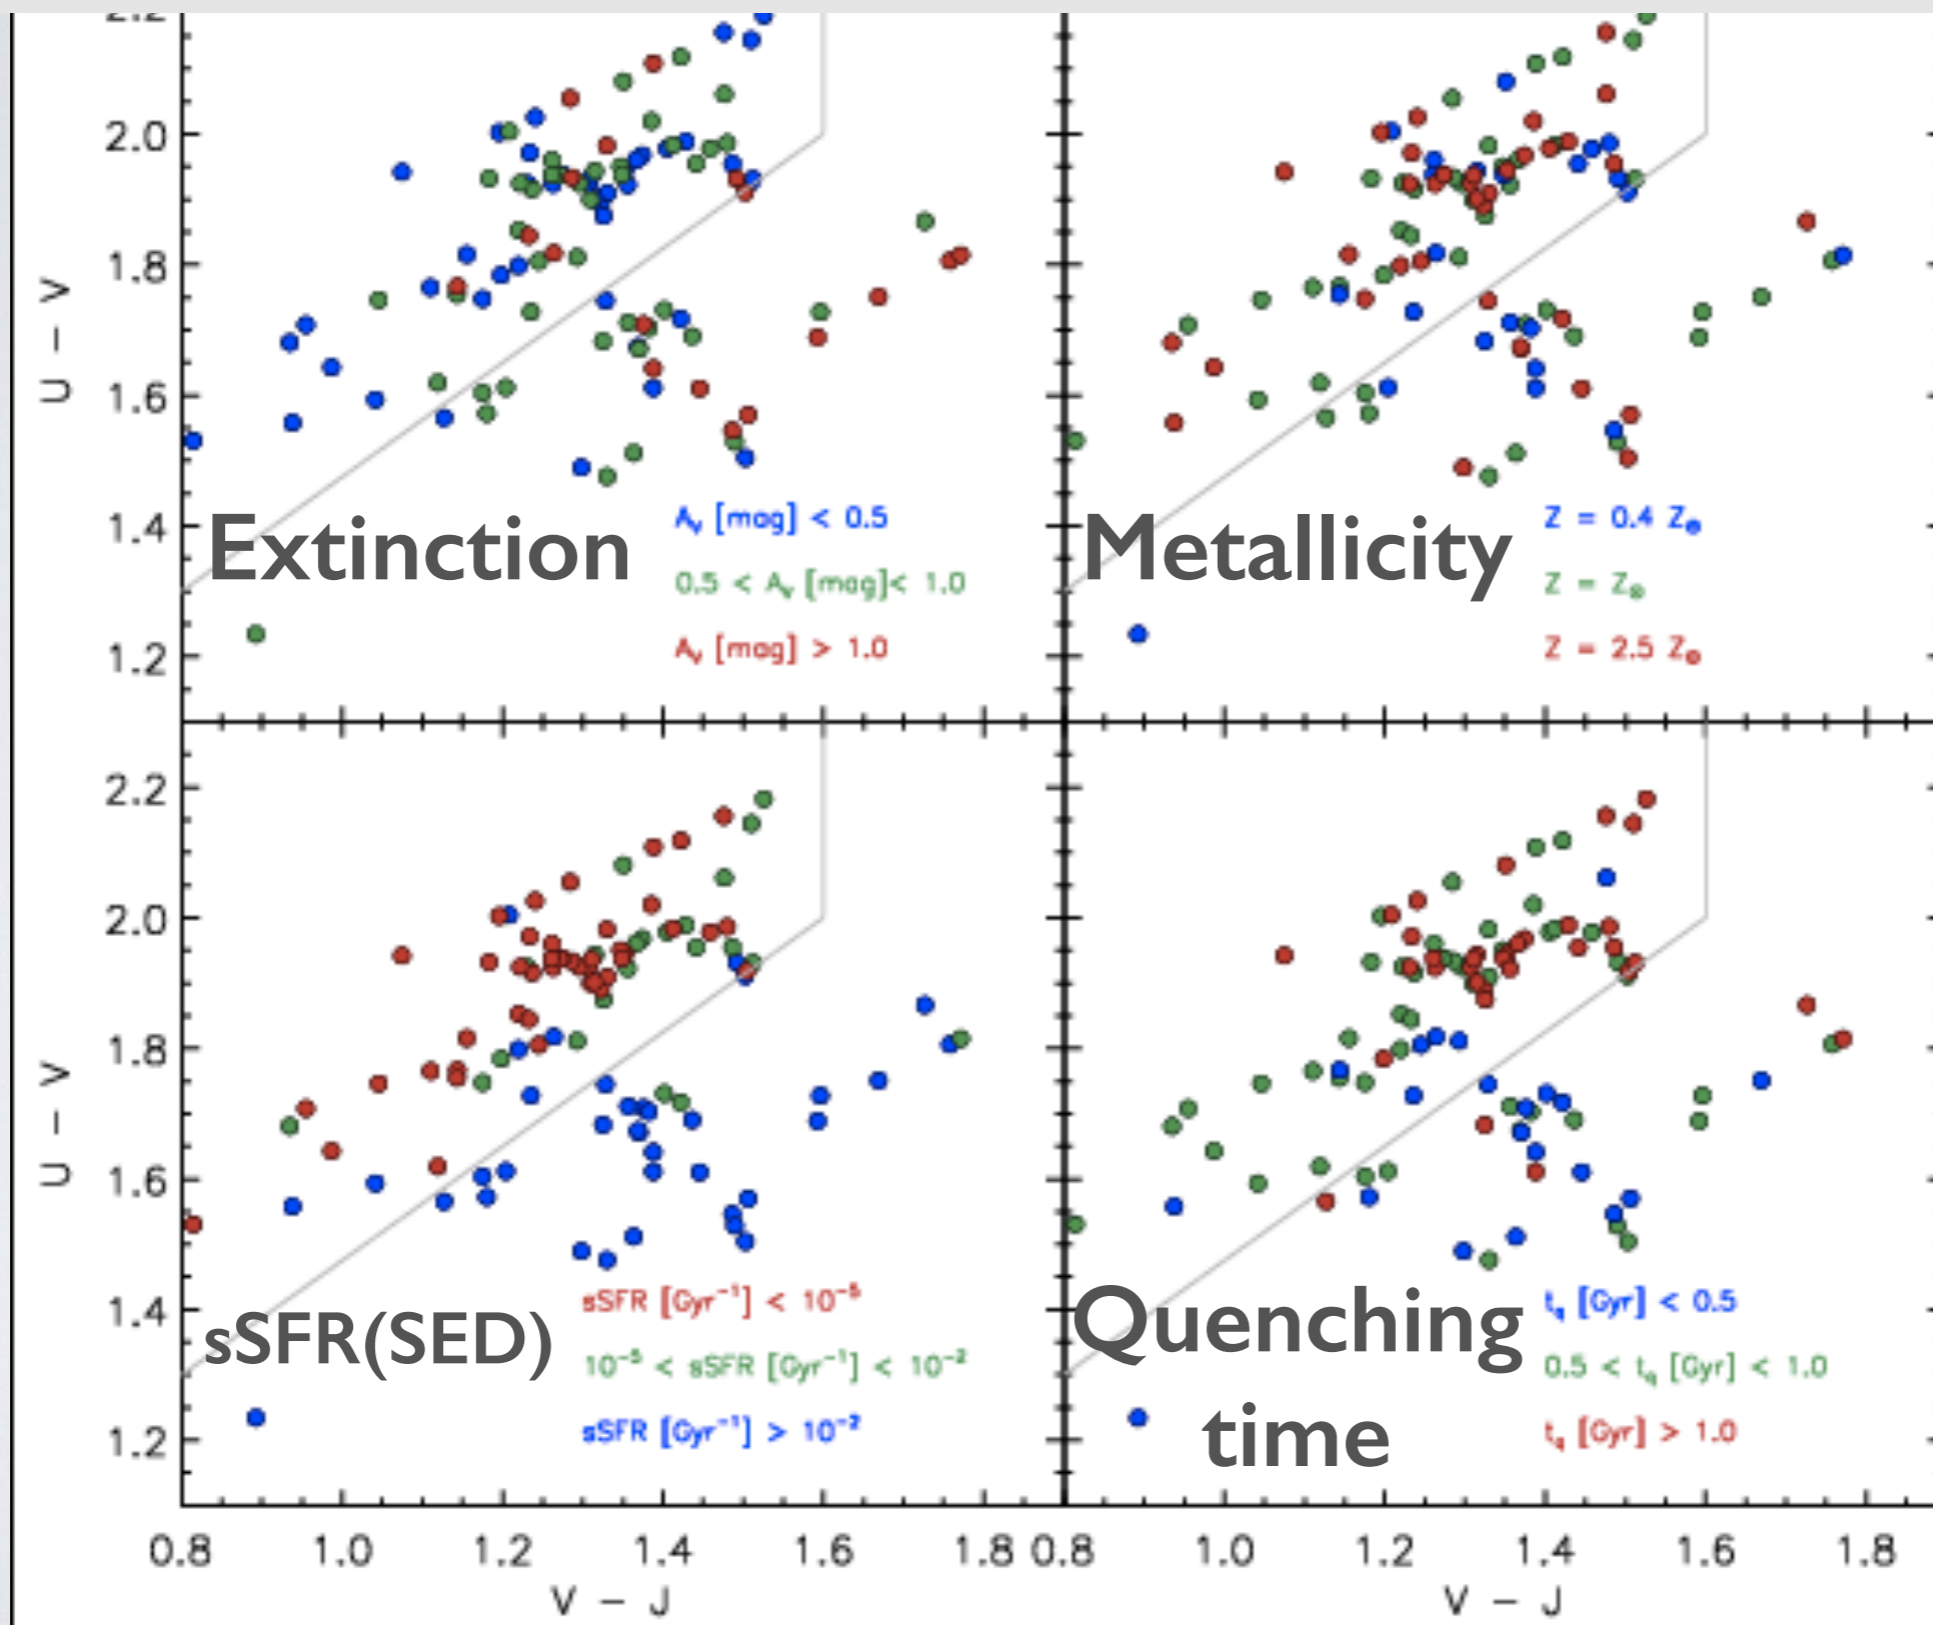 2.2
2.0
1.8
1.6
1.4
1.2
U − V
Extinction
A_V [mag] < 0.5
0.5 < A_V [mag]< 1.0
A_V [mag] > 1.0
Metallicity
Z = 0.4 Z⊙
Z = Z⊙
Z = 2.5 Z⊙
2.2
2.0
1.8
1.6
1.4
1.2
U − V
sSFR(SED)
sSFR [Gyr⁻¹] < 10⁻⁵
10⁻⁵ < sSFR [Gyr⁻¹] < 10⁻²
sSFR [Gyr⁻¹] > 10⁻²
Quenching
time
t_q [Gyr] < 0.5
0.5 < t_q [Gyr] < 1.0
t_q [Gyr] > 1.0
0.8 1.0 1.2 1.4 1.6 1.8 0.8 1.0 1.2 1.4 1.6 1.8
V − J V − J